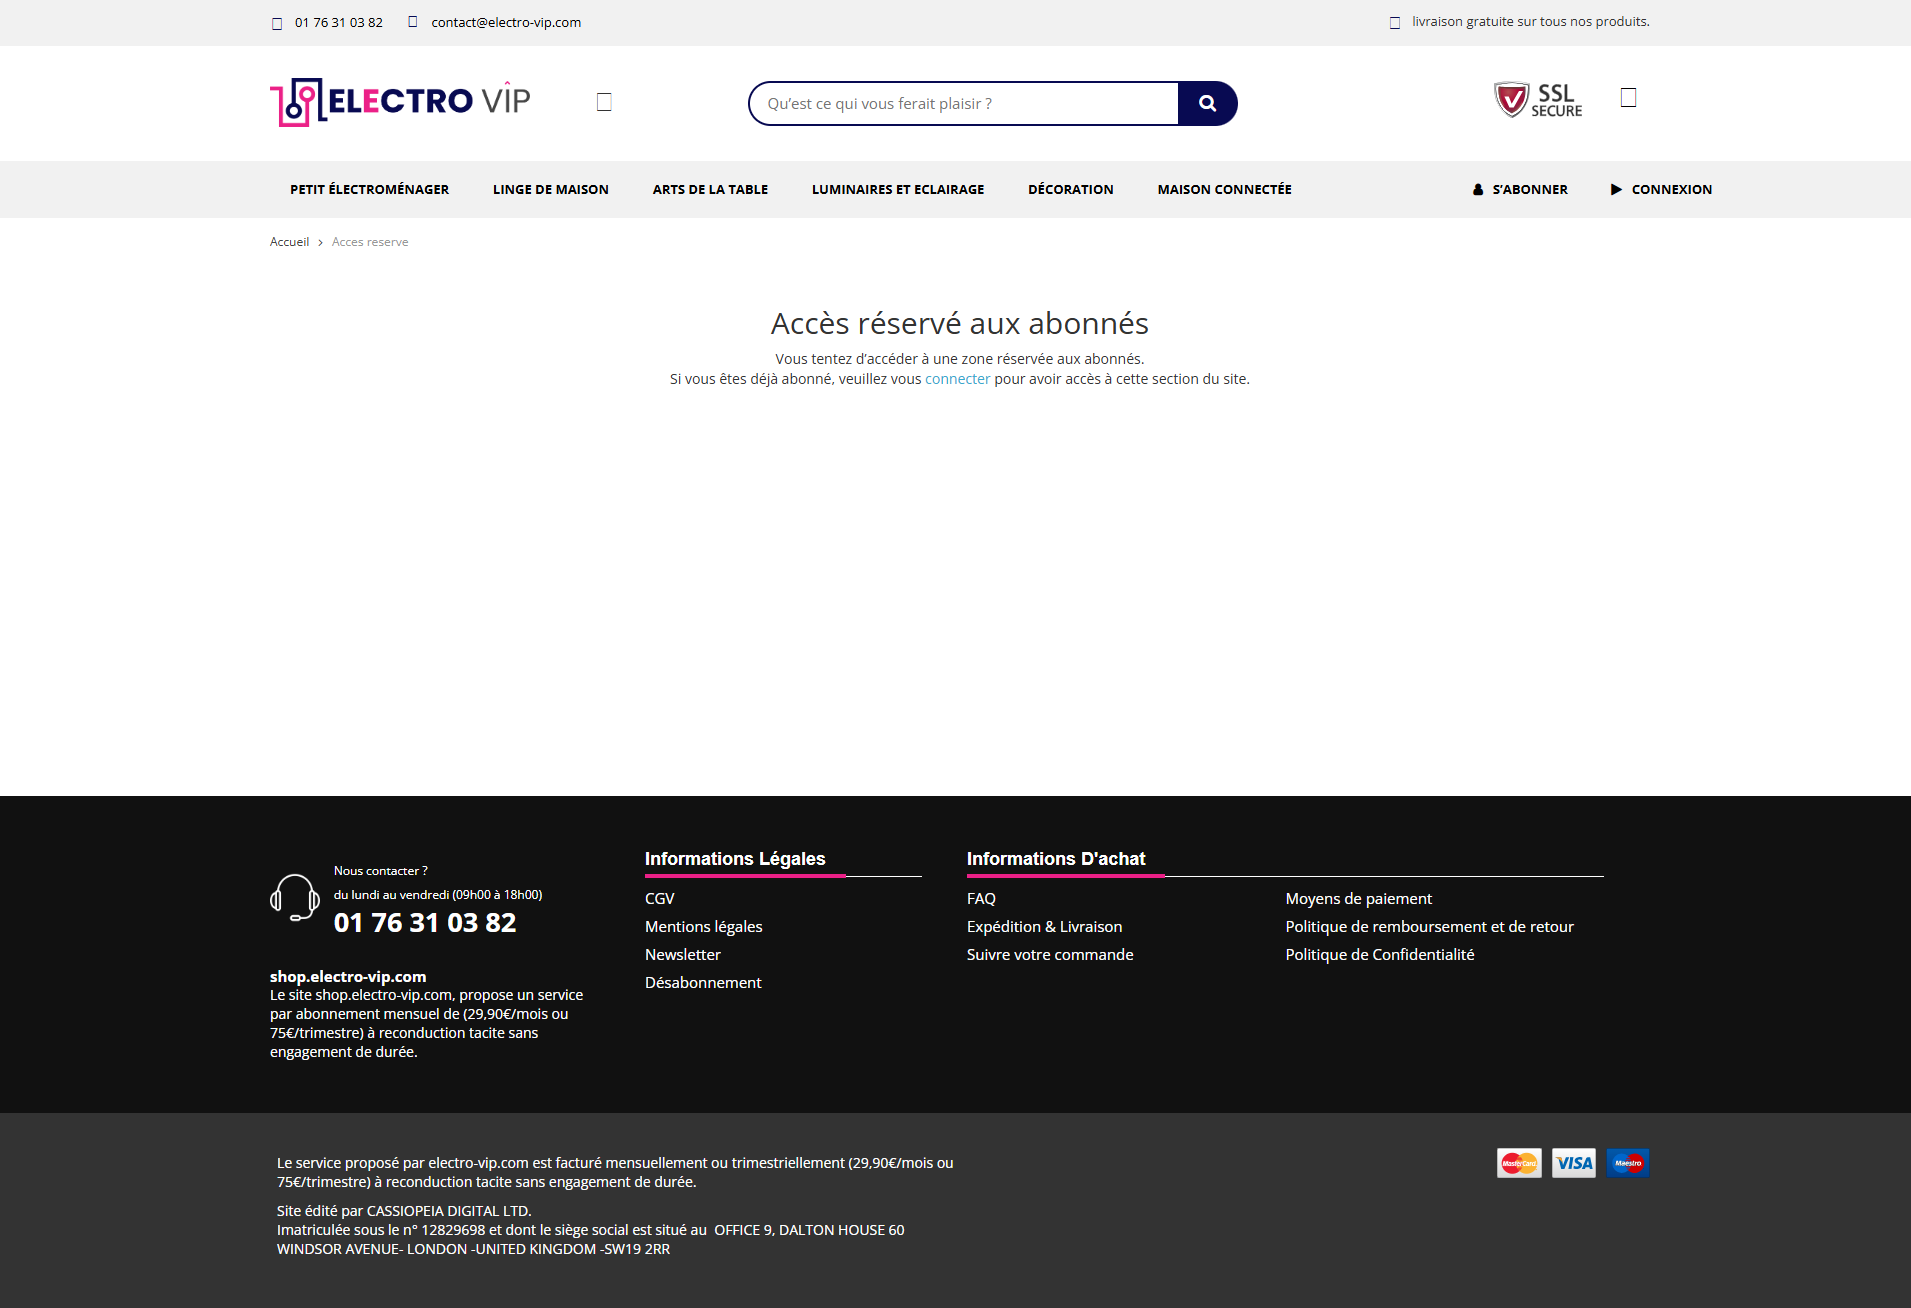 01 76 31 03 82
contact@electro-vip.com
livraison gratuite sur tous nos produits.
ELECTRO VIP
Qu’est ce qui vous ferait plaisir ?
SSL
SECURE
PETIT ÉLECTROMÉNAGER
LINGE DE MAISON
ARTS DE LA TABLE
LUMINAIRES ET ECLAIRAGE
DÉCORATION
MAISON CONNECTÉE
S’ABONNER
CONNEXION
Accueil
Acces reserve
Accès réservé aux abonnés
Vous tentez d’accéder à une zone réservée aux abonnés.
Si vous êtes déjà abonné, veuillez vous connecter pour avoir accès à cette section du site.
Nous contacter ?
du lundi au vendredi (09h00 à 18h00)
01 76 31 03 82
shop.electro-vip.com
Le site shop.electro-vip.com, propose un service
par abonnement mensuel de (29,90€/mois ou
75€/trimestre) à reconduction tacite sans
engagement de durée.
Informations Légales
CGV
Mentions légales
Newsletter
Désabonnement
Informations D'achat
FAQ
Expédition & Livraison
Suivre votre commande
Moyens de paiement
Politique de remboursement et de retour
Politique de Confidentialité
Le service proposé par electro-vip.com est facturé mensuellement ou trimestriellement (29,90€/mois ou
75€/trimestre) à reconduction tacite sans engagement de durée.
Site édité par CASSIOPEIA DIGITAL LTD.
Imatriculée sous le n° 12829698 et dont le siège social est situé au  OFFICE 9, DALTON HOUSE 60
WINDSOR AVENUE- LONDON -UNITED KINGDOM -SW19 2RR
MasterCard
VISA
Maestro